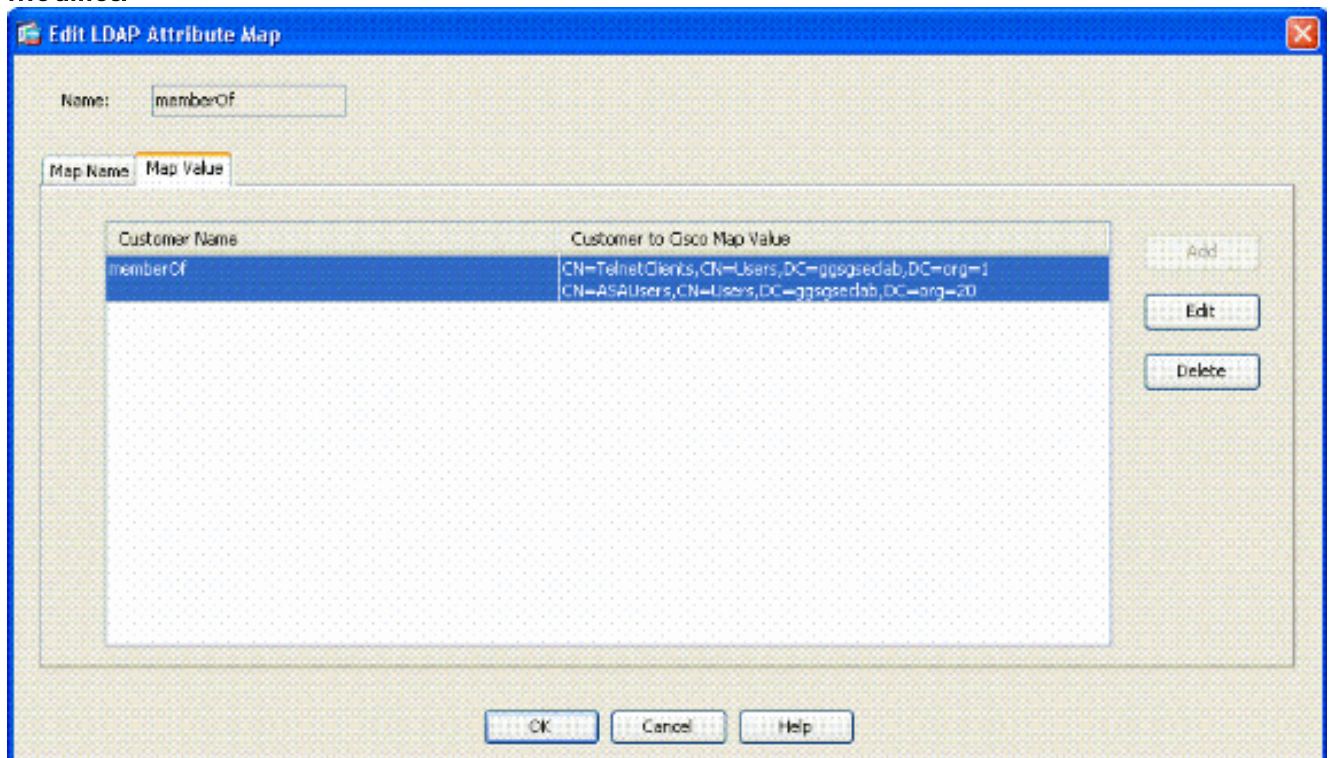 Edit LDAP Attribute Map
Name: memberOf
Map Name Map Value
Customer Name Customer to Cisco Map Value
memberOf CN=TelnetClients,CN=Users,DC=ggsgseclab,DC=org=1
CN=ASAUsers,CN=Users,DC=ggsgseclab,DC=org=20
Add
Edit
Delete
OK Cancel Help